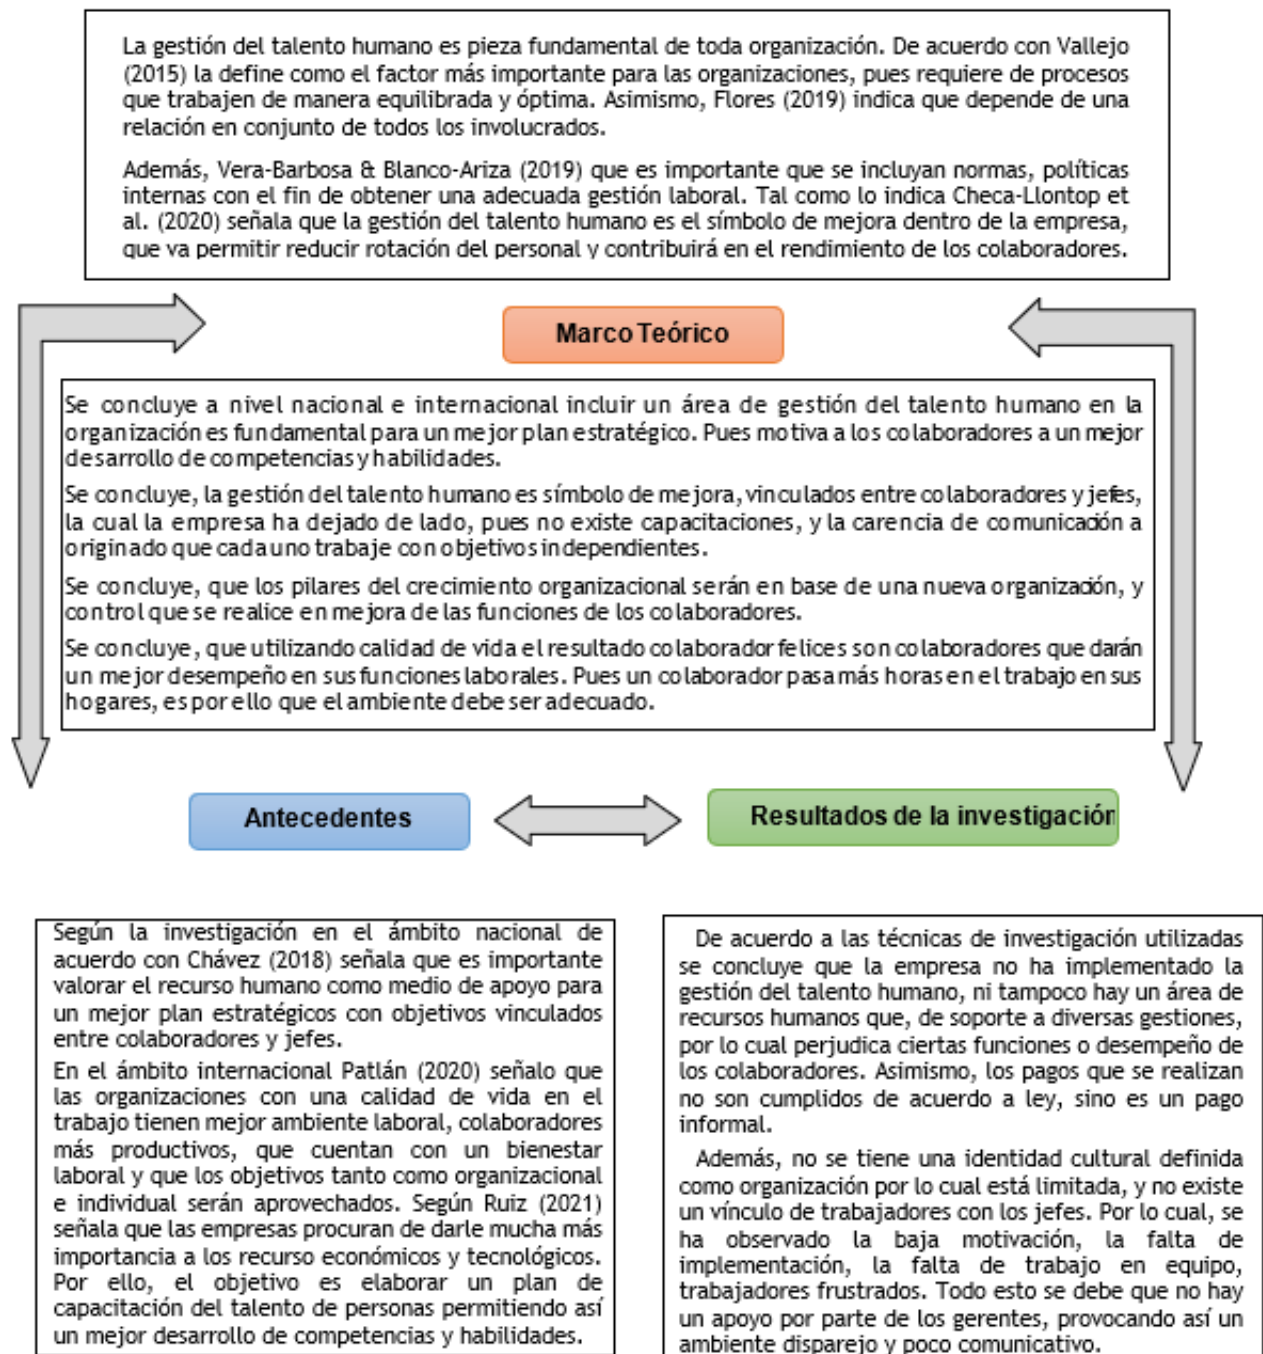 La gestión del talento humano es pieza fundamental de toda organización. De acuerdo con Vallejo
(2015) la define como el factor más importante para las organizaciones, pues requiere de procesos
que trabajen de manera equilibrada y óptima. Asimismo, Flores (2019) indica que depende de una
relación en conjunto de todos los involucrados.
Además, Vera-Barbosa & Blanco-Ariza (2019) que es importante que se incluyan normas, políticas
internas con el fin de obtener una adecuada gestión laboral. Tal como lo indica Checa-Llontop et
al. (2020) señala que la gestión del talento humano es el símbolo de mejora dentro de la empresa,
que va permitir reducir rotación del personal y contribuirá en el rendimiento de los colaboradores.
Marco Teórico
Se concluye a nivel nacional e internacional incluir un área de gestión del talento humano en la
organización es fundamental para un mejor plan estratégico. Pues motiva a los colaboradores a un mejor
desarrollo de competencias y habilidades.
Se concluye, la gestión del talento humano es símbolo de mejora, vinculados entre colaboradores y jefes,
la cual la empresa ha dejado de lado, pues no existe capacitaciones, y la carencia de comunicación a
originado que cada uno trabaje con objetivos independientes.
Se concluye, que los pilares del crecimiento organizacional serán en base de una nueva organización, y
control que se realice en mejora de las funciones de los colaboradores.
Se concluye, que utilizando calidad de vida el resultado colaborador felices son colaboradores que darán
un mejor desempeño en sus funciones laborales. Pues un colaborador pasa más horas en el trabajo en sus
hogares, es por ello que el ambiente debe ser adecuado.
Antecedentes
Resultados de la investigación
Según la investigación en el ámbito nacional de
acuerdo con Chávez (2018) señala que es importante
valorar el recurso humano como medio de apoyo para
un mejor plan estratégicos con objetivos vinculados
entre colaboradores y jefes.
En el ámbito internacional Patlán (2020) señalo que
las organizaciones con una calidad de vida en el
trabajo tienen mejor ambiente laboral, colaboradores
más productivos, que cuentan con un bienestar
laboral y que los objetivos tanto como organizacional
e individual serán aprovechados. Según Ruiz (2021)
señala que las empresas procuran de darle mucha más
importancia a los recurso económicos y tecnológicos.
Por ello, el objetivo es elaborar un plan de
capacitación del talento de personas permitiendo así
un mejor desarrollo de competencias y habilidades.
De acuerdo a las técnicas de investigación utilizadas
se concluye que la empresa no ha implementado la
gestión del talento humano, ni tampoco hay un área de
recursos humanos que, de soporte a diversas gestiones,
por lo cual perjudica ciertas funciones o desempeño de
los colaboradores. Asimismo, los pagos que se realizan
no son cumplidos de acuerdo a ley, sino es un pago
informal.
Además, no se tiene una identidad cultural definida
como organización por lo cual está limitada, y no existe
un vínculo de trabajadores con los jefes. Por lo cual, se
ha observado la baja motivación, la falta de
implementación, la falta de trabajo en equipo,
trabajadores frustrados. Todo esto se debe que no hay
un apoyo por parte de los gerentes, provocando así un
ambiente disparejo y poco comunicativo.